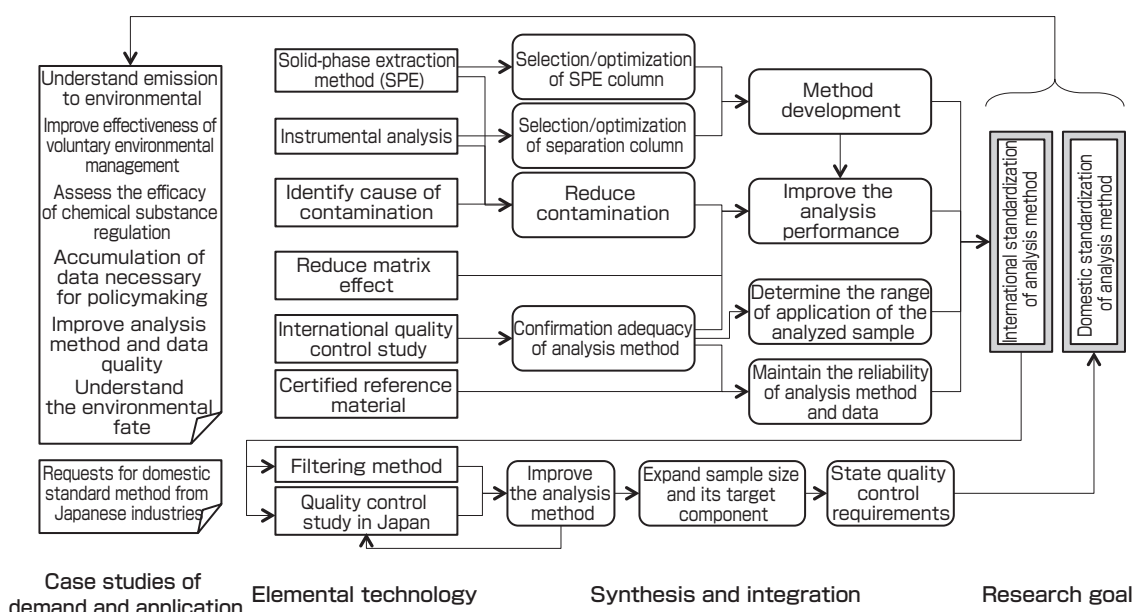 Understand emission
to environmental
Improve effectiveness of
voluntary environmental
management
Assess the efficacy
of chemical substance
regulation
Accumulation of
data necessary
for policymaking
Improve analysis
method and data
quality
Understand
the environmental
fate
Requests for domestic
standard method from
Japanese industries
Solid-phase extraction
method (SPE)
Instrumental analysis
Identify cause of
contamination
Reduce matrix
effect
International quality
control study
Certified reference
material
Filtering method
Quality control
study in Japan
Selection/optimization
of SPE column
Selection/optimization
of separation column
Reduce
contamination
Confirmation adequacy
of analysis method
Method
development
Improve the
analysis
performance
Determine the range
of application of the
analyzed sample
Maintain the reliability
of analysis method
and data
Improve
the analysis
method
Expand sample size
and its target
component
State quality
control
requirements
International standardization
of analysis method
Domestic standardization
of analysis method
Case studies of
demand and application
Elemental technology
Synthesis and integration
Research goal